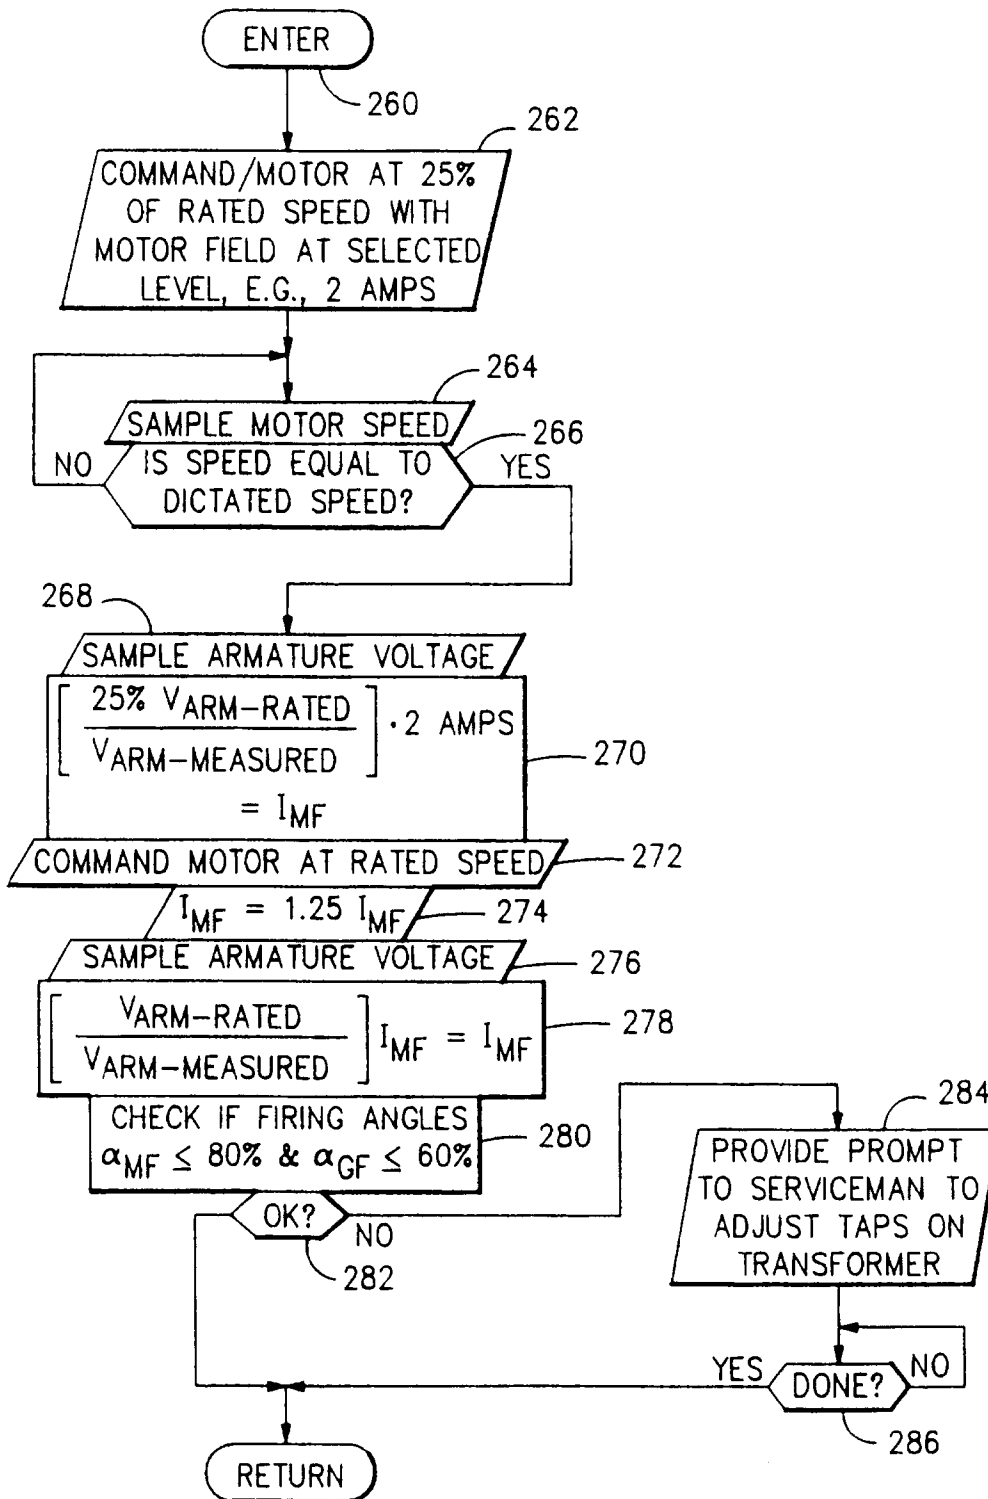 ENTER
260
262
COMMAND/MOTOR AT 25%
OF RATED SPEED WITH
MOTOR FIELD AT SELECTED
LEVEL, E.G., 2 AMPS
264
SAMPLE MOTOR SPEED
266
NO
IS SPEED EQUAL TO
DICTATED SPEED?
YES
268
SAMPLE ARMATURE VOLTAGE
[25% VARM-RATED
VARM-MEASURED] · 2 AMPS
= IMF
270
COMMAND MOTOR AT RATED SPEED
272
IMF = 1.25 IMF
274
SAMPLE ARMATURE VOLTAGE
276
[VARM-RATED
VARM-MEASURED] IMF = IMF
278
CHECK IF FIRING ANGLES
αMF ≤ 80% & αGF ≤ 60%
280
OK?
NO
282
284
PROVIDE PROMPT
TO SERVICEMAN TO
ADJUST TAPS ON
TRANSFORMER
YES
DONE?
NO
286
RETURN